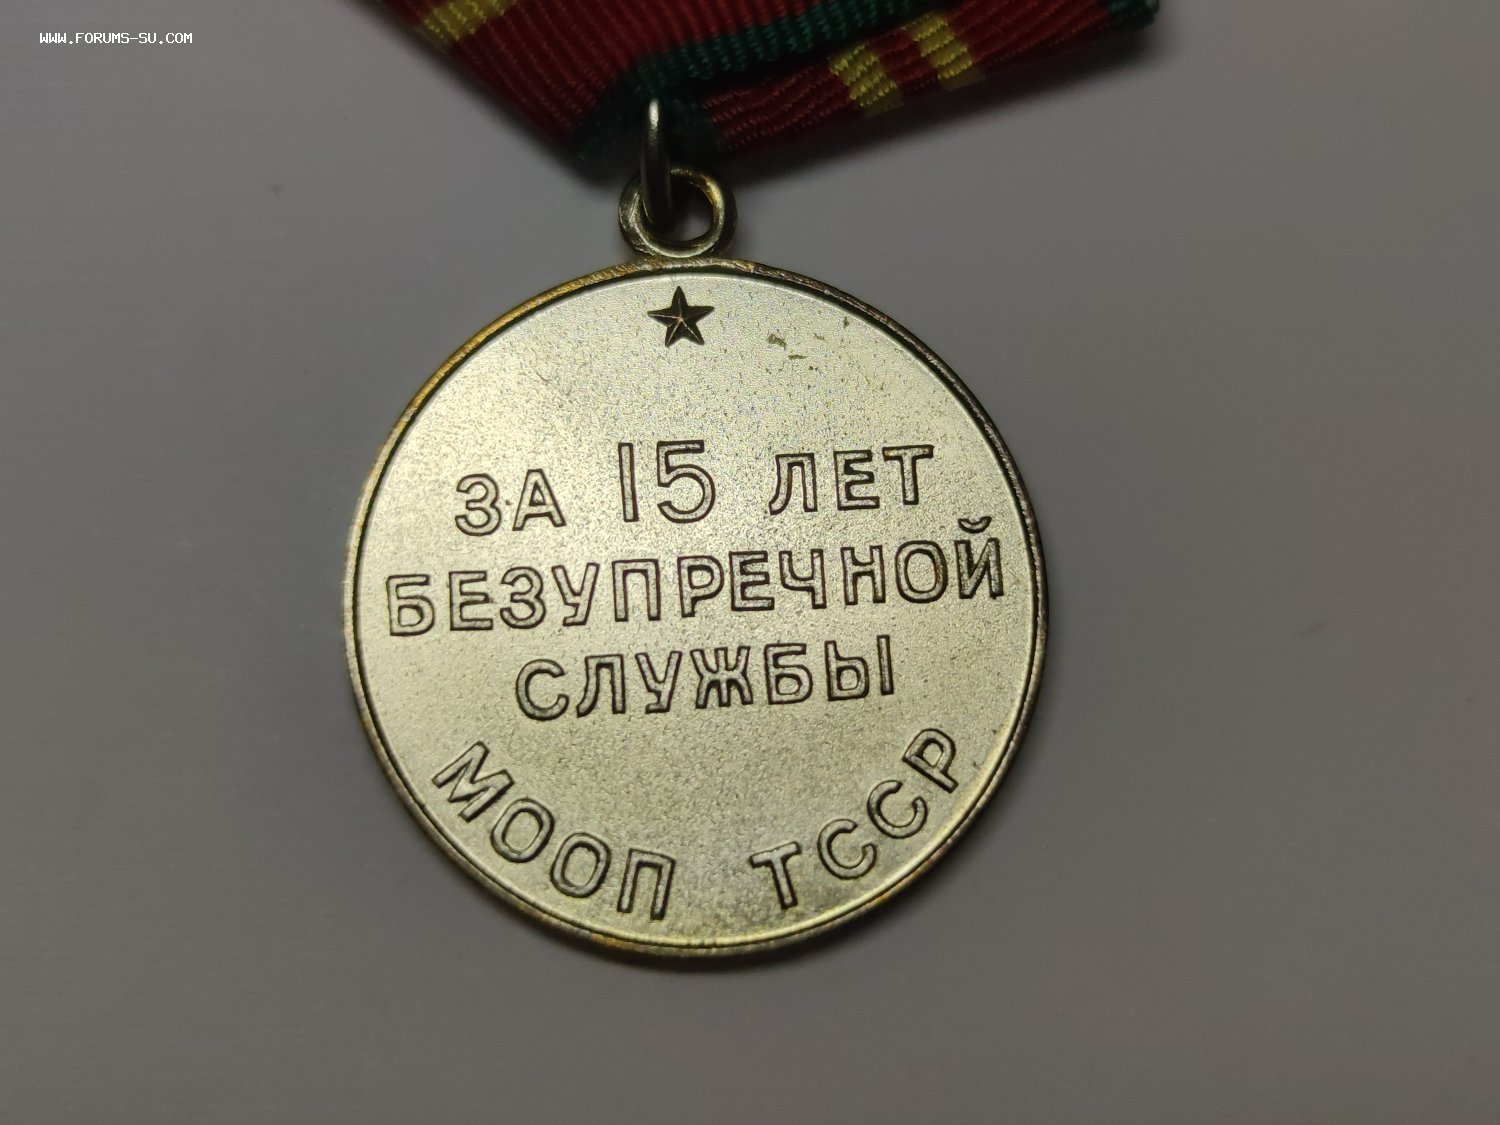 WWW.FORUMS-SU.COM
ЗА 15 ЛЕТ
БЕЗУПРЕЧНОЙ
СЛУЖБЫ
МООП ТССР